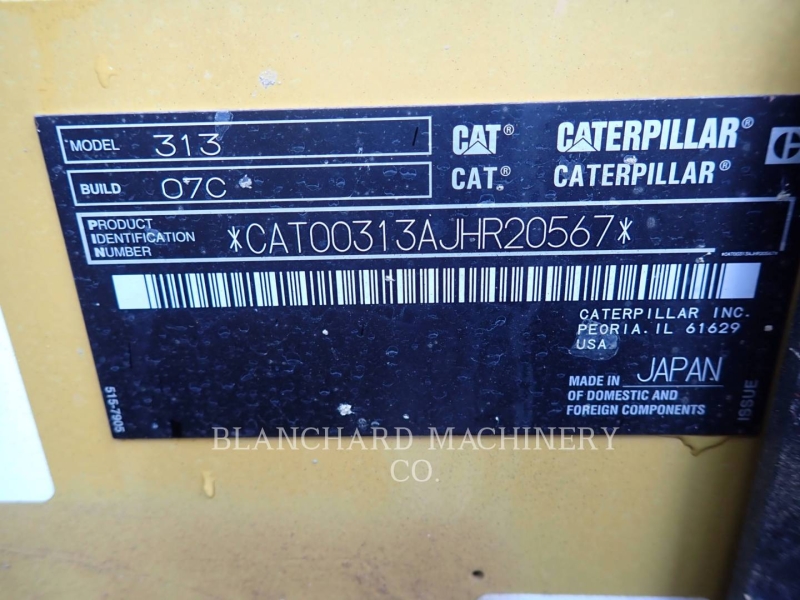 MODEL 313
BUILD 07C
CAT® CATERPILLAR®
CAT® CATERPILLAR®
PRODUCT
IDENTIFICATION
NUMBER
*CAT00313AJHR20567*
CATERPILLAR INC.
PEORIA.IL 61629
USA
MADE IN JAPAN
OF DOMESTIC AND
FOREIGN COMPONENTS
515-7905
ISSUE
BLANCHARD MACHINERY
CO.